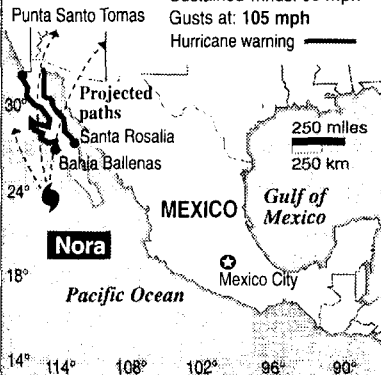 Punta Santo Tomas
Gusts at: 105 mph
Hurricane warning
30°
Projected
paths
Santa Rosalia
250 miles
250 km
Bahia Ballenas
24°
MEXICO
Gulf of
Mexico
Nora
18°
Mexico City
Pacific Ocean
14°
114° 108° 102° 96° 90°